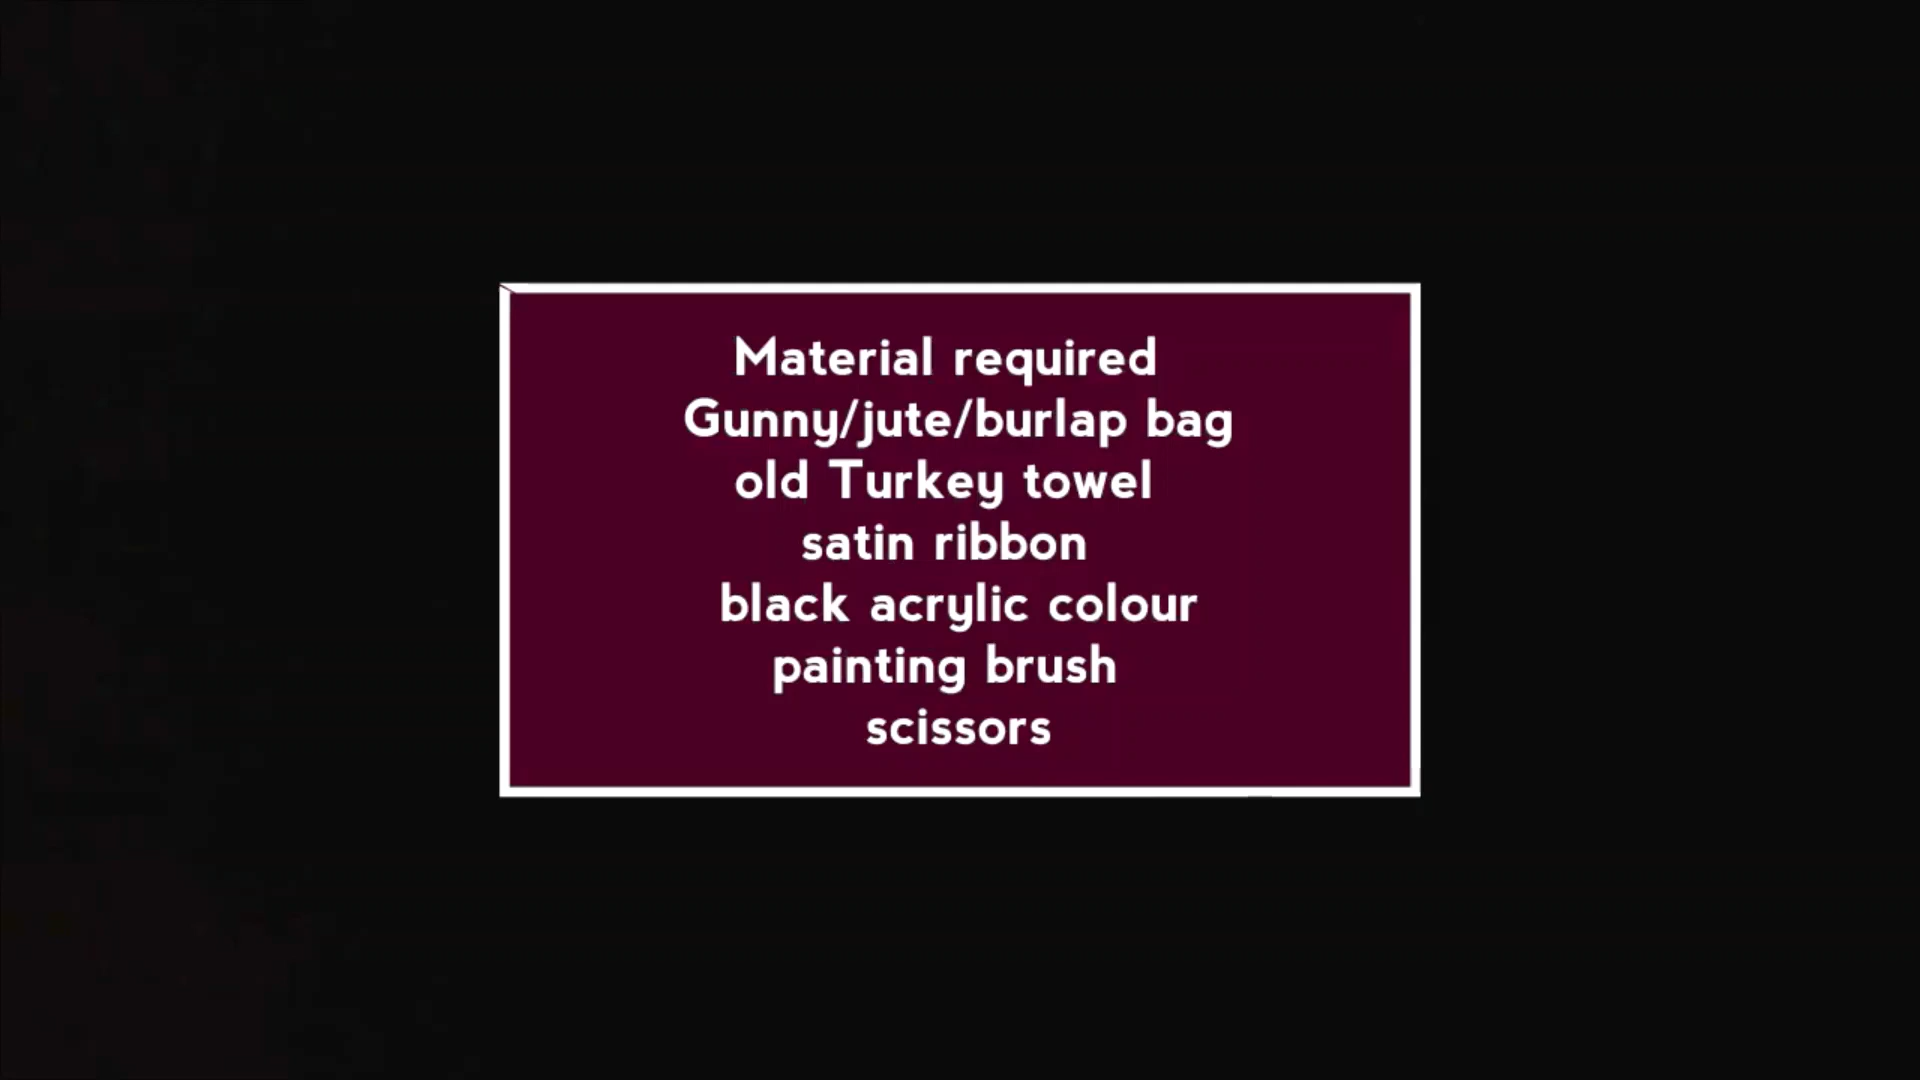 Material required
Gunny/jute/burlap bag
old Turkey towel
satin ribbon
black acrylic colour
painting brush
scissors